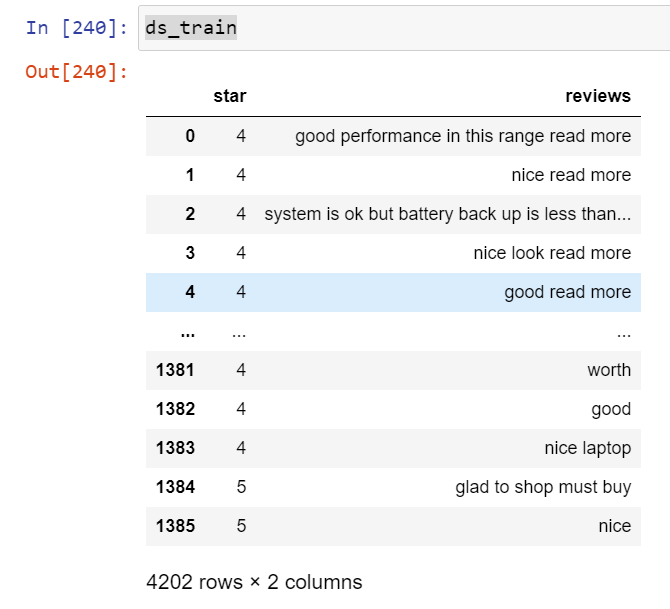 In [240]: ds_train
Out[240]:
star reviews
0 4 good performance in this range read more
1 4 nice read more
2 4 system is ok but battery back up is less than...
3 4 nice look read more
4 4 good read more
... ... ...
1381 4 worth
1382 4 good
1383 4 nice laptop
1384 5 glad to shop must buy
1385 5 nice
4202 rows × 2 columns